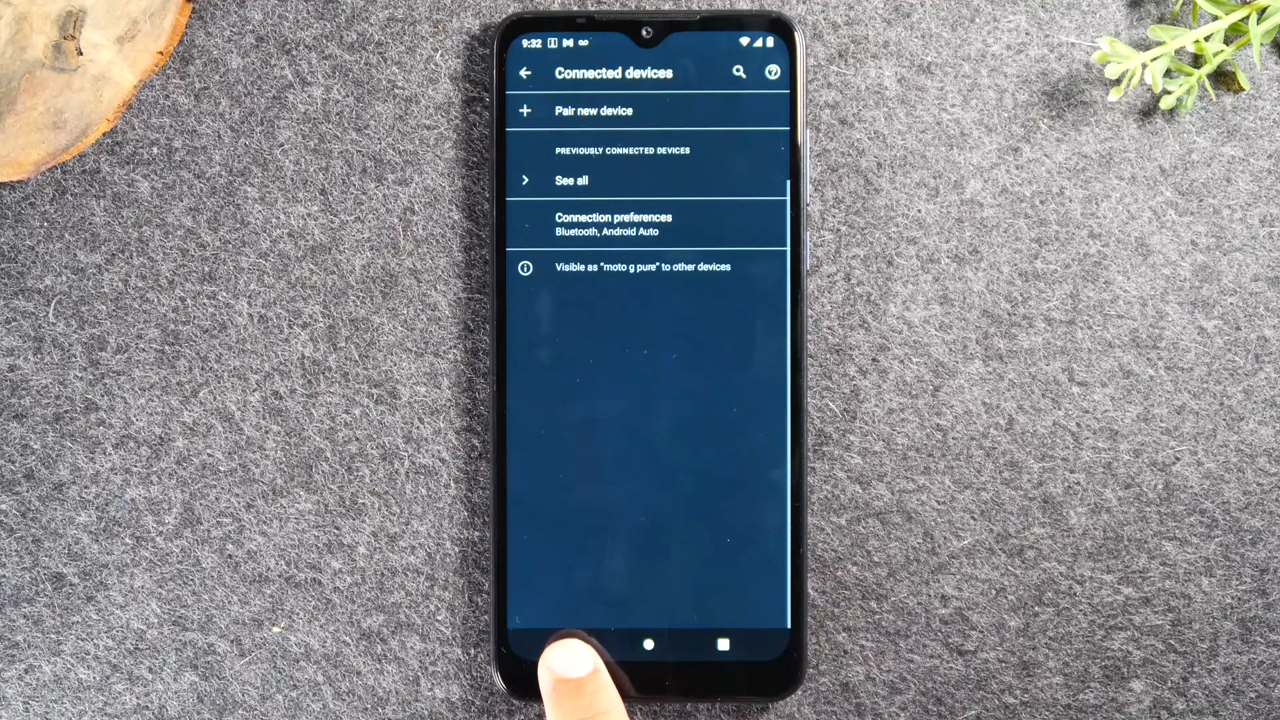 9:32
Connected devices
Pair new device
PREVIOUSLY CONNECTED DEVICES
See all
Connection preferences
Bluetooth, Android Auto
Visible as "moto g pure" to other devices